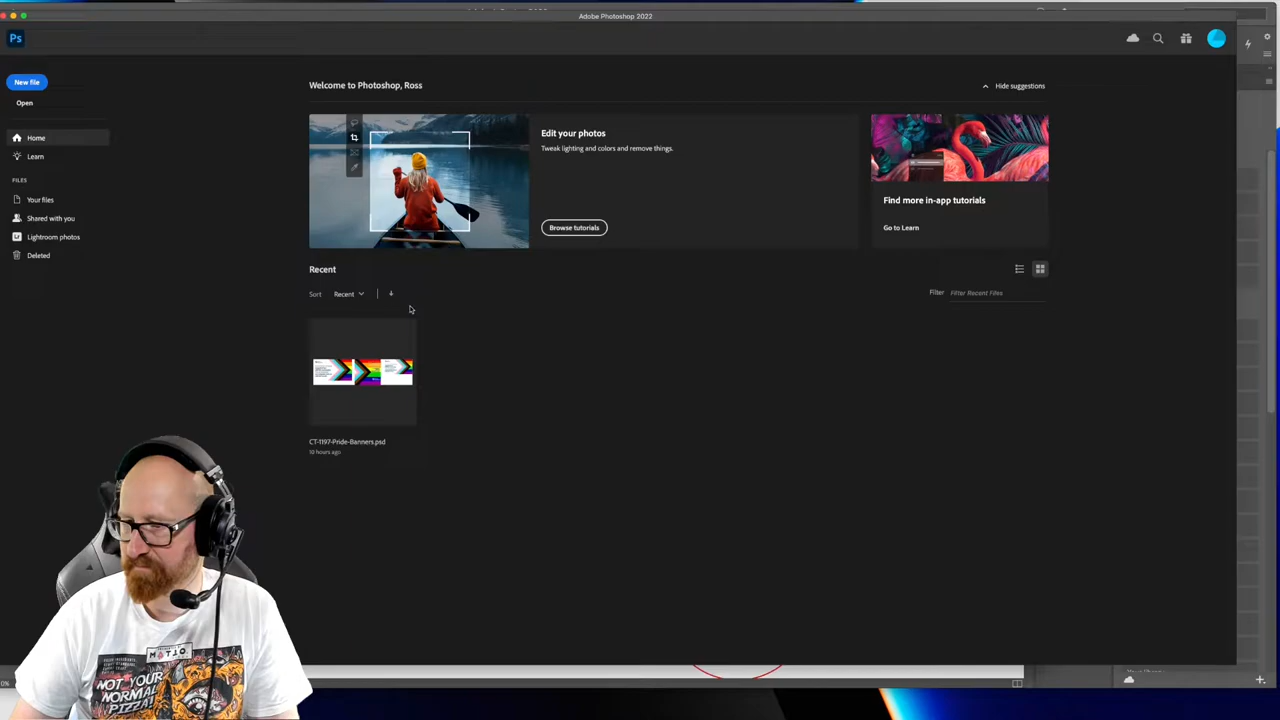 Adobe Photoshop 2022
Ps
New file
Open
Home
Learn
FILES
Your files
Shared with you
Lightroom photos
Deleted
Welcome to Photoshop, Ross
Hide suggestions
Edit your photos
Tweak lighting and colors and remove things.
Browse tutorials
Find more in-app tutorials
Go to Learn
Recent
Sort
Recent
Filter
Filter Recent Files
CT-1197-Pride-Banners.psd
10 hours ago
0%
NOT YOUR
NORMAL
PIZZA!